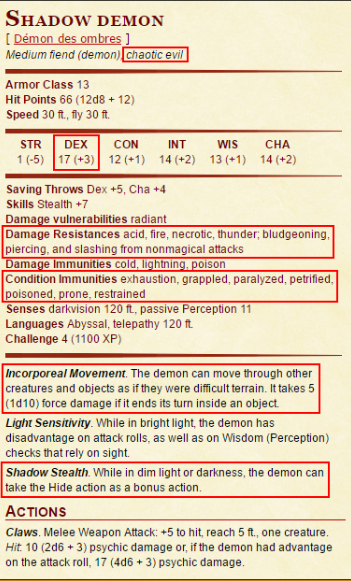 Shadow demon
[ Démon des ombres ]
Medium fiend (demon), chaotic evil
Armor Class 13
Hit Points 66 (12d8 + 12)
Speed 30 ft., fly 30 ft.
STR DEX CON INT WIS CHA
1 (-5) 17 (+3) 12 (+1) 14 (+2) 13 (+1) 14 (+2)
Saving Throws Dex +5, Cha +4
Skills Stealth +7
Damage vulnerabilities radiant
Damage Resistances acid, fire, necrotic, thunder; bludgeoning,
piercing, and slashing from nonmagical attacks
Damage Immunities cold, lightning, poison
Condition Immunities exhaustion, grappled, paralyzed, petrified,
poisoned, prone, restrained
Senses darkvision 120 ft., passive Perception 11
Languages Abyssal, telepathy 120 ft.
Challenge 4 (1100 XP)
Incorporeal Movement. The demon can move through other
creatures and objects as if they were difficult terrain. It takes 5
(1d10) force damage if it ends its turn inside an object.
Light Sensitivity. While in bright light, the demon has
disadvantage on attack rolls, as well as on Wisdom (Perception)
checks that rely on sight.
Shadow Stealth. While in dim light or darkness, the demon can
take the Hide action as a bonus action.
Actions
Claws. Melee Weapon Attack: +5 to hit, reach 5 ft., one creature.
Hit: 10 (2d6 + 3) psychic damage or, if the demon had advantage
on the attack roll, 17 (4d6 + 3) psychic damage.